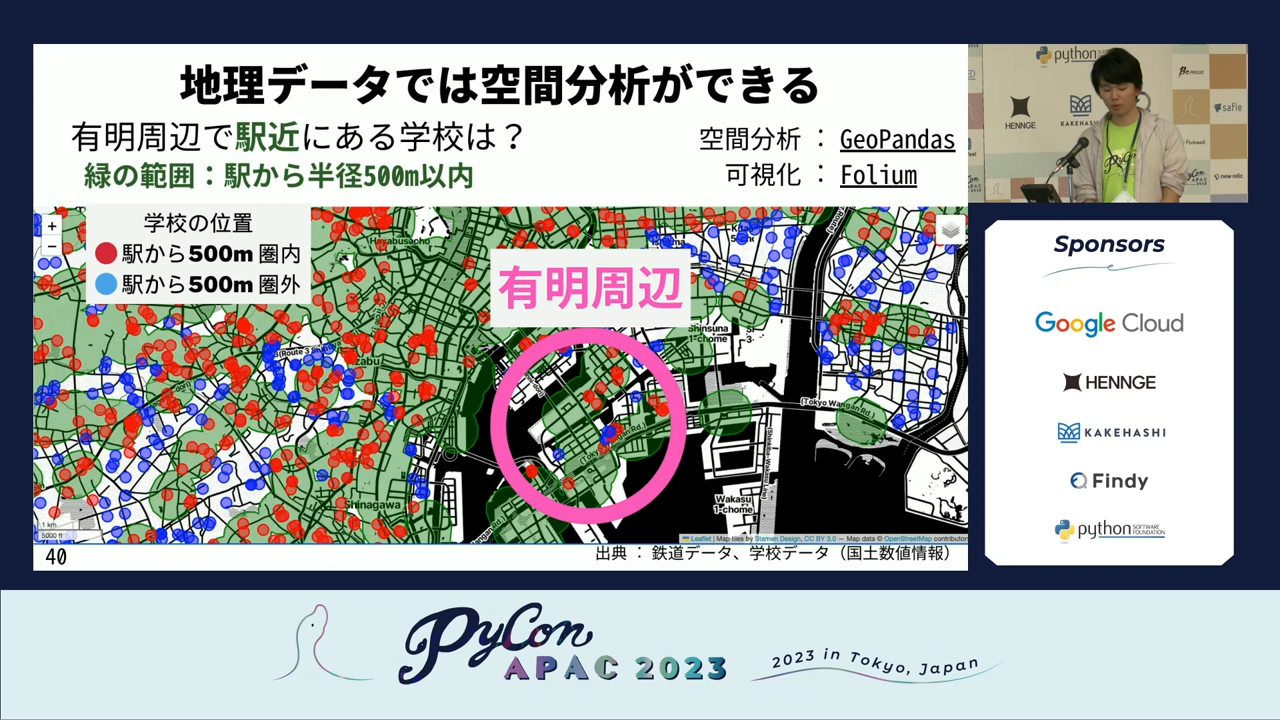 地理データでは空間分析ができる
有明周辺で駅近にある学校は？
緑の範囲：駅から半径500m以内
空間分析 ： GeoPandas
可視化 ： Folium
学校の位置
駅から500m 圏内
駅から500m 圏外
+
−
有明周辺
Hayabusacho
Shinsuna
1-chome
(Tokyo Wangan Rd.)
Shinagawa
Wakasu
1-chome
1 km
5000 ft
Leaflet | Map tiles by Stamen Design, CC BY 3.0 — Map data © OpenStreetMap contributors
出典 ： 鉄道データ、学校データ（国土数値情報）
40
python
HENNGE
KAKEHASHI
safie
new relic
Sponsors
Google Cloud
HENNGE
KAKEHASHI
Findy
python SOFTWARE FOUNDATION
PyCon
APAC 2023
2023 in Tokyo, Japan